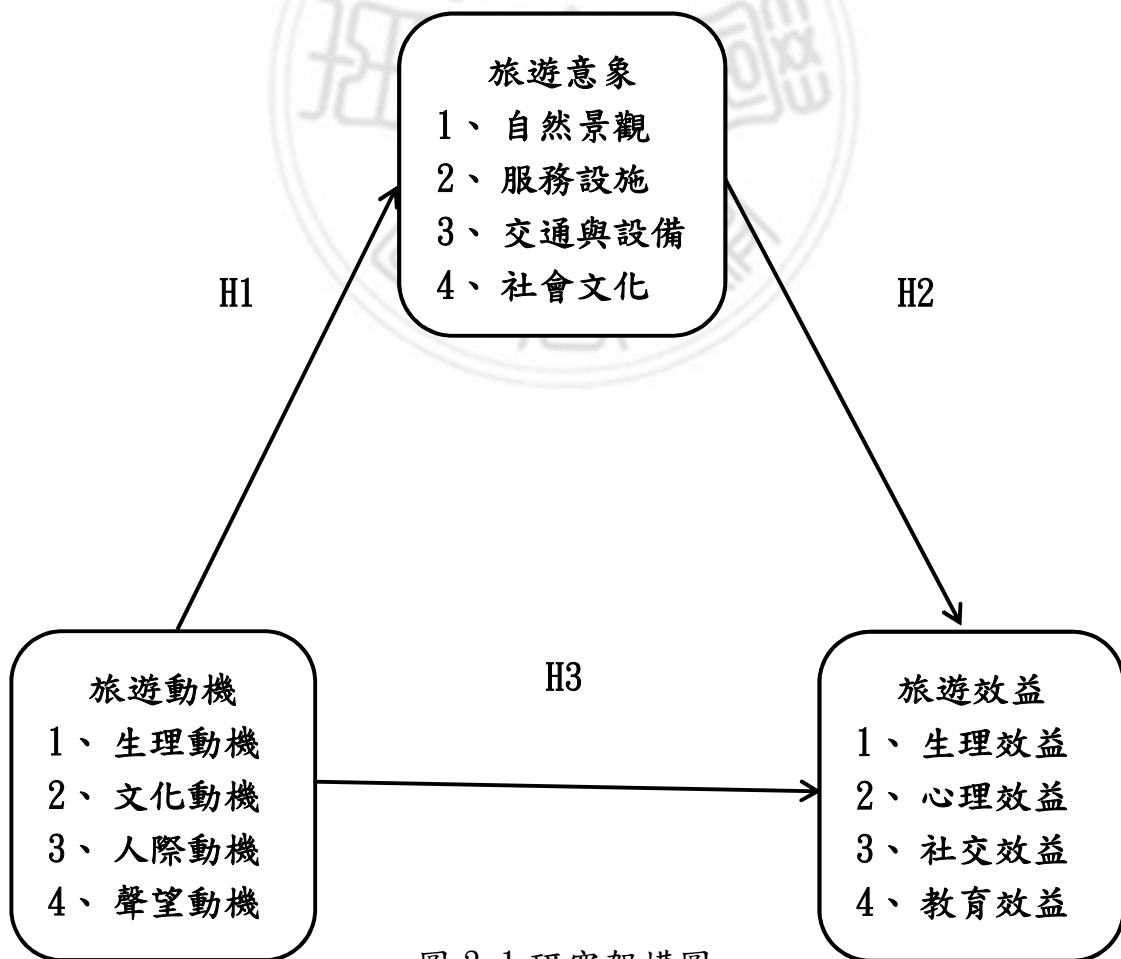 旅遊意象
1、 自然景觀
2、 服務設施
3、 交通與設備
4、 社會文化
H1
H2
H3
旅遊動機
1、 生理動機
2、 文化動機
3、 人際動機
4、 聲望動機
旅遊效益
1、 生理效益
2、 心理效益
3、 社交效益
4、 教育效益